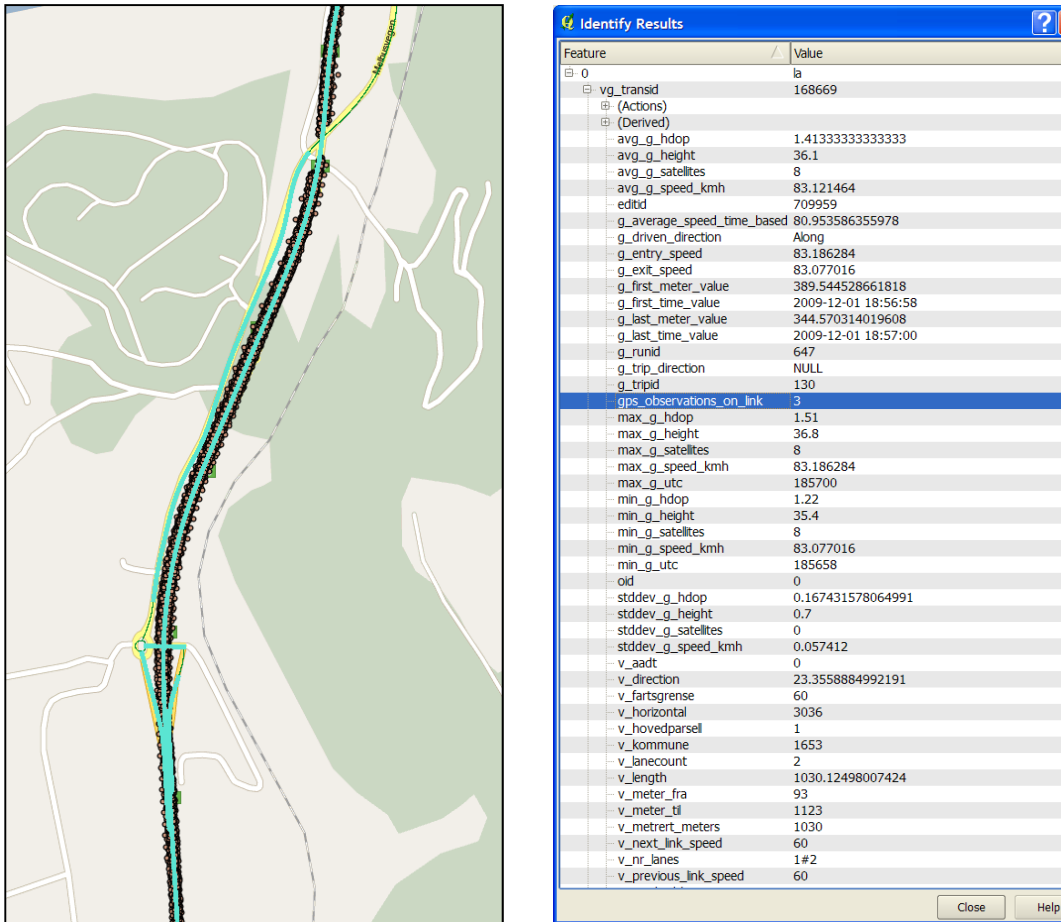 Melhusvegen
Identify Results
?
Feature Value
0 la
vg_transid 168669
(Actions)
(Derived)
avg_g_hdop 1.41333333333333
avg_g_height 36.1
avg_g_satellites 8
avg_g_speed_kmh 83.121464
editid 709959
g_average_speed_time_based 80.953586355978
g_driven_direction Along
g_entry_speed 83.186284
g_exit_speed 83.077016
g_first_meter_value 389.544528661818
g_first_time_value 2009-12-01 18:56:58
g_last_meter_value 344.570314019608
g_last_time_value 2009-12-01 18:57:00
g_runid 647
g_trip_direction NULL
g_tripid 130
gps_observations_on_link 3
max_g_hdop 1.51
max_g_height 36.8
max_g_satellites 8
max_g_speed_kmh 83.186284
max_g_utc 185700
min_g_hdop 1.22
min_g_height 35.4
min_g_satellites 8
min_g_speed_kmh 83.077016
min_g_utc 185658
oid 0
stddev_g_hdop 0.167431578064991
stddev_g_height 0.7
stddev_g_satellites 0
stddev_g_speed_kmh 0.057412
v_aadt 0
v_direction 23.3558884992191
v_fartsgrense 60
v_horizontal 3036
v_hovedparsell 1
v_kommune 1653
v_lanecount 2
v_length 1030.12498007424
v_meter_fra 93
v_meter_til 1123
v_metrert_meters 1030
v_next_link_speed 60
v_nr_lanes 1#2
v_previous_link_speed 60
Close Help